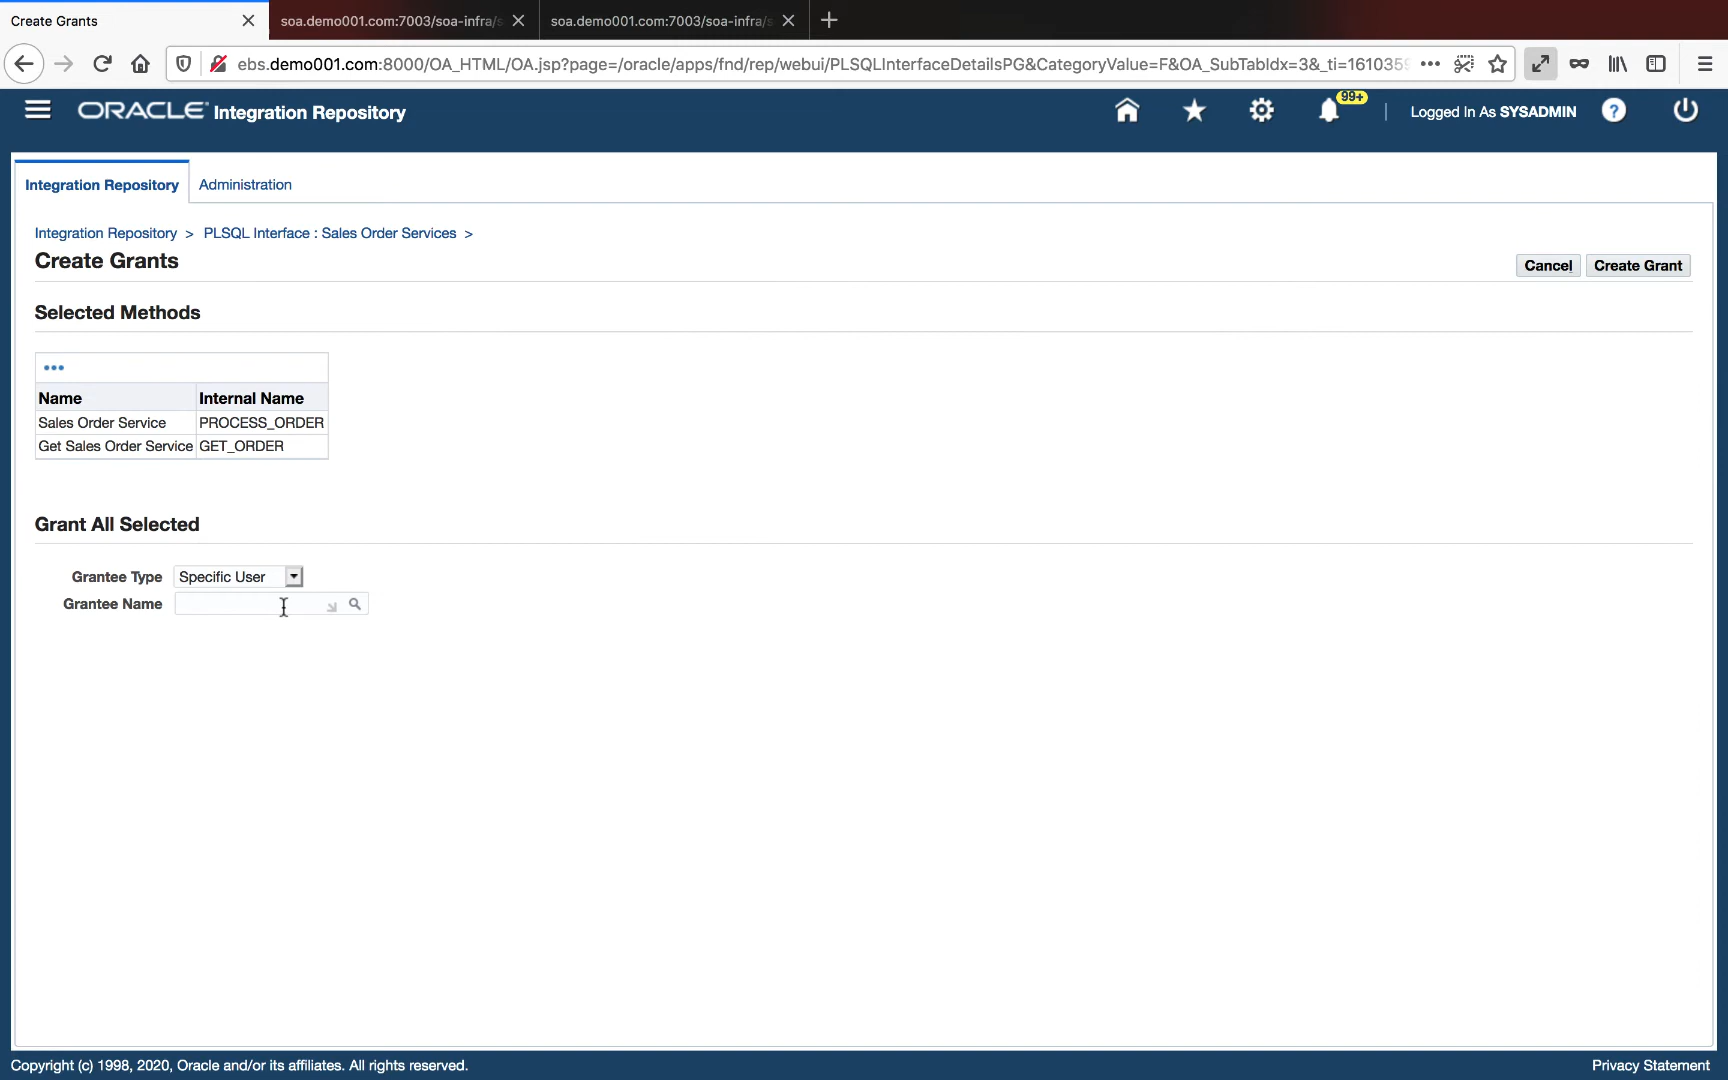 Create Grants
soa.demo001.com:7003/soa-infra/s
soa.demo001.com:7003/soa-infra/s
ebs.demo001.com:8000/OA_HTML/OA.jsp?page=/oracle/apps/fnd/rep/webui/PLSQLInterfaceDetailsPG&CategoryValue=F&OA_SubTabIdx=3&_ti=1610359
ORACLE Integration Repository
99+
Logged In As SYSADMIN
?
Integration Repository
Administration
Integration Repository > PLSQL Interface : Sales Order Services >
Create Grants
Cancel
Create Grant
Selected Methods
Name Internal Name
Sales Order Service PROCESS_ORDER
Get Sales Order Service GET_ORDER
Grant All Selected
Grantee Type Specific User
Grantee Name
Copyright (c) 1998, 2020, Oracle and/or its affiliates. All rights reserved.
Privacy Statement